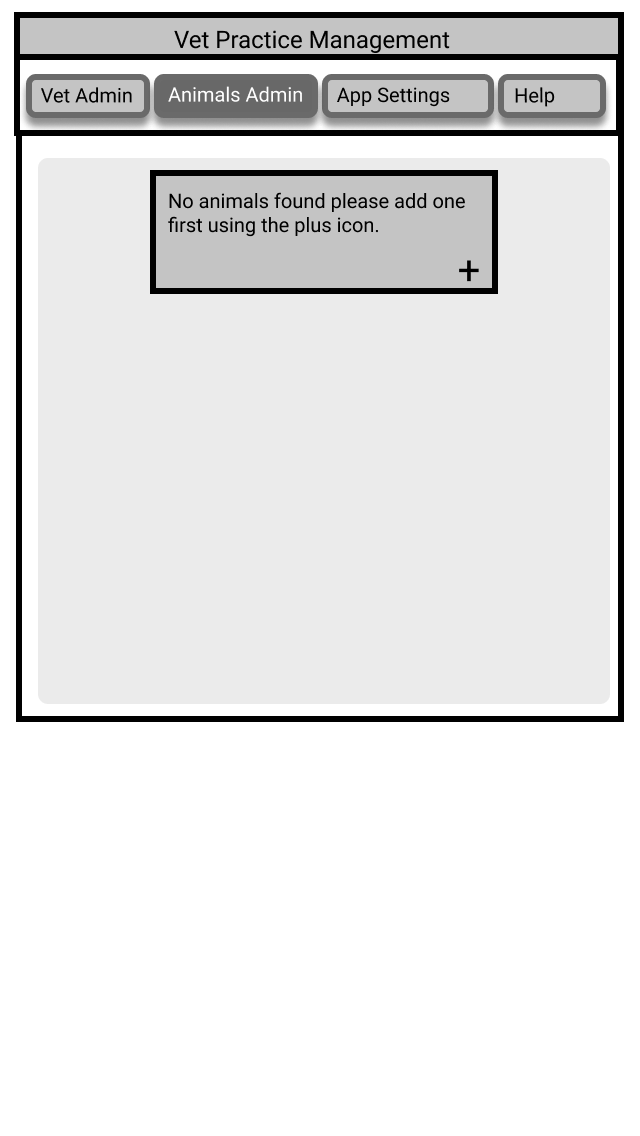 Vet Practice Management
Vet Admin
Animals Admin
App Settings
Help
No animals found please add one
first using the plus icon.
+